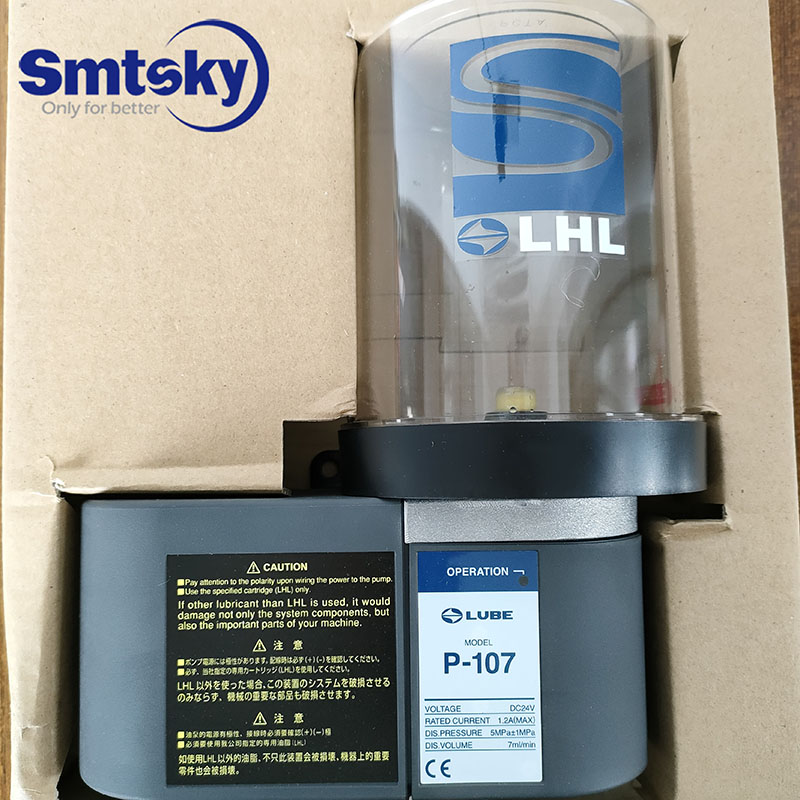 Smtsky
Only for better
LHL
⚠ CAUTION
■Pay attention to the polarity upon wiring the power to the pump.
■Use the specified cartridge (LHL) only.
If other lubricant than LHL is used, it would
damage not only the system components, but
also the important parts of your machine.
⚠ 注 意
■ポンプ電源には極性があります。配線時は必ず(+)(-)を確認してください。
■必ず、当社指定の専用カートリッジ(LHL)を使用してください。
LHL以外を使った場合、この装置のシステムを破損させる
のみならず、機械の重要な部品も破損させます。
⚠ 注 意
■油泵的電源有極性、接線時必須要確認(+)(-)極
■必須要使用我公司指定的専用油脂(LHL)
如使用LHL以外的油脂、不只此装置会被損壊、機器上的重要
零件也会被損壊。
OPERATION
LUBE
MODEL
P-107
VOLTAGE DC24V
RATED CURRENT 1.2A(MAX)
DIS.PRESSURE 5MPa±1MPa
DIS.VOLUME 7ml/min
CE